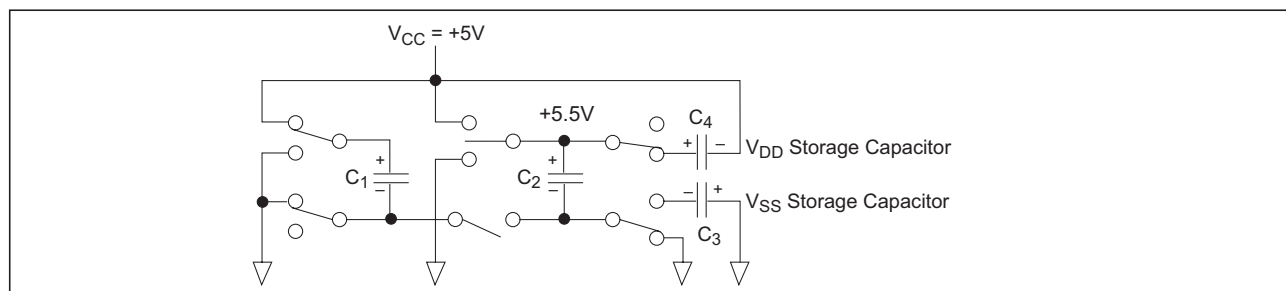 V_CC = +5V
+5.5V
C_4
+
−
V_DD Storage Capacitor
+
C_1
−
+
C_2
−
−
+
V_SS Storage Capacitor
C_3